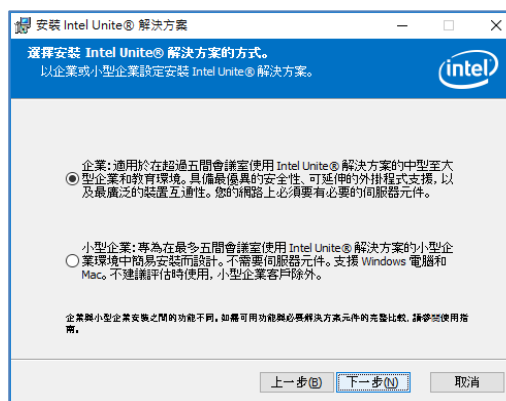 安裝 Intel Unite® 解決方案
選擇安裝 Intel Unite® 解決方案的方式。
以企業或小型企業設定安裝 Intel Unite® 解決方案。
intel
企業：適用於在超過五間會議室使用 Intel Unite® 解決方案的中型至大
型企業和教育環境。具備最優異的安全性、可延伸的外掛程式支援，以
及最廣泛的裝置互通性。您的網路上必須要有必要的伺服器元件。
小型企業：專為在最多五間會議室使用 Intel Unite® 解決方案的小型企
業環境中簡易安裝而設計。不需要伺服器元件。支援 Windows 電腦和
Mac。不建議評估時使用，小型企業客戶除外。
企業與小型企業安裝之間的功能不同。如需可用功能與必要解決方案元件的完整比較，請參閱使用指
南。
上一步(B) 下一步(N) 取消